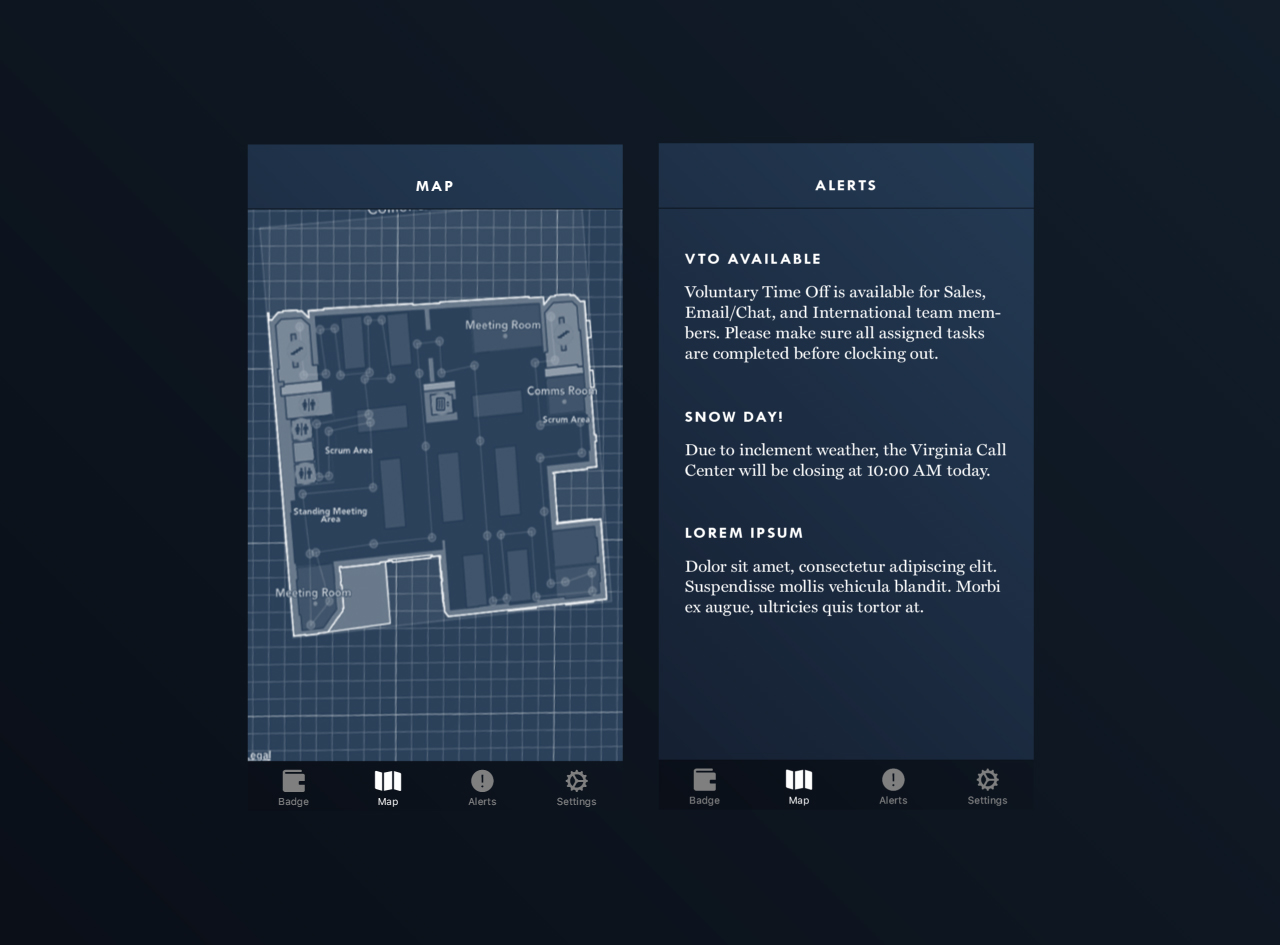 MAP
Meeting Room
Comms Room
Scrum Area
Scrum Area
Standing Meeting
Area
Meeting Room
egal
Badge
Map
Alerts
Settings
ALERTS
VTO AVAILABLE
Voluntary Time Off is available for Sales,
Email/Chat, and International team mem-
bers. Please make sure all assigned tasks
are completed before clocking out.
SNOW DAY!
Due to inclement weather, the Virginia Call
Center will be closing at 10:00 AM today.
LOREM IPSUM
Dolor sit amet, consectetur adipiscing elit.
Suspendisse mollis vehicula blandit. Morbi
ex augue, ultricies quis tortor at.
Badge
Map
Alerts
Settings